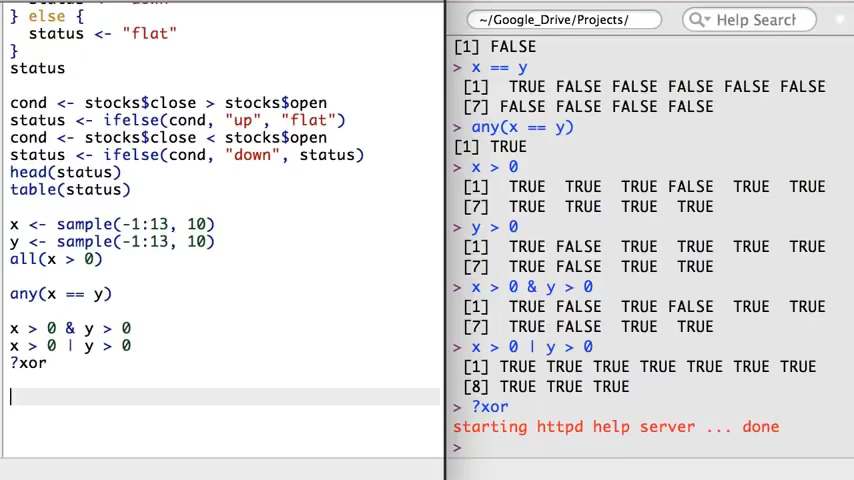 } else {
status <- "flat"
}
status
cond <- stocks$close > stocks$open
status <- ifelse(cond, "up", "flat")
cond <- stocks$close < stocks$open
status <- ifelse(cond, "down", status)
head(status)
table(status)
x <- sample(-1:13, 10)
y <- sample(-1:13, 10)
all(x > 0)
any(x == y)
x > 0 & y > 0
x > 0 | y > 0
?xor
~/Google_Drive/Projects/
Help Search
[1] FALSE
> x == y
[1] TRUE FALSE FALSE FALSE FALSE FALSE
[7] FALSE FALSE FALSE FALSE
> any(x == y)
[1] TRUE
> x > 0
[1] TRUE TRUE TRUE FALSE TRUE TRUE
[7] TRUE TRUE TRUE TRUE
> y > 0
[1] TRUE FALSE TRUE TRUE TRUE TRUE
[7] TRUE FALSE TRUE TRUE
> x > 0 & y > 0
[1] TRUE FALSE TRUE FALSE TRUE TRUE
[7] TRUE FALSE TRUE TRUE
> x > 0 | y > 0
[1] TRUE TRUE TRUE TRUE TRUE TRUE TRUE
[8] TRUE TRUE TRUE
> ?xor
starting httpd help server ... done
>